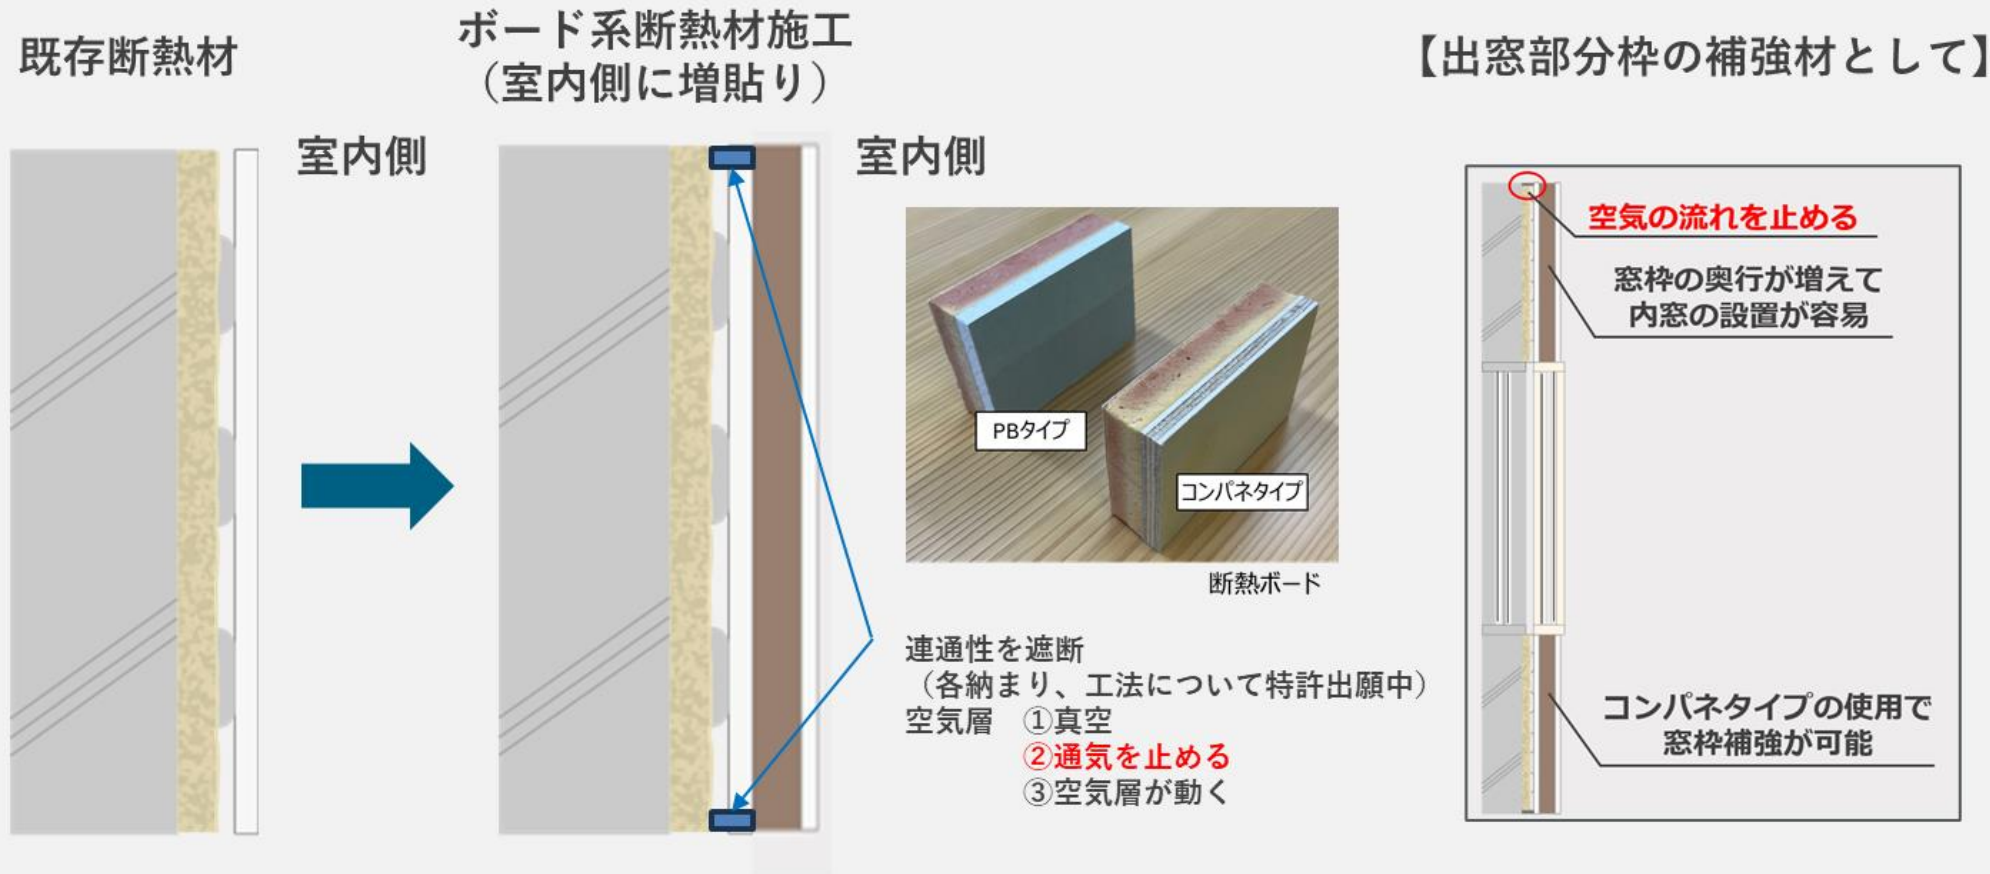 既存断熱材
室内側
ボード系断熱材施工
（室内側に増貼り）
室内側
PBタイプ
コンパネタイプ
断熱ボード
連通性を遮断
（各納まり、工法について特許出願中）
空気層　①真空
②通気を止める
③空気層が動く
【出窓部分枠の補強材として】
空気の流れを止める
窓枠の奥行が増えて
内窓の設置が容易
コンパネタイプの使用で
窓枠補強が可能